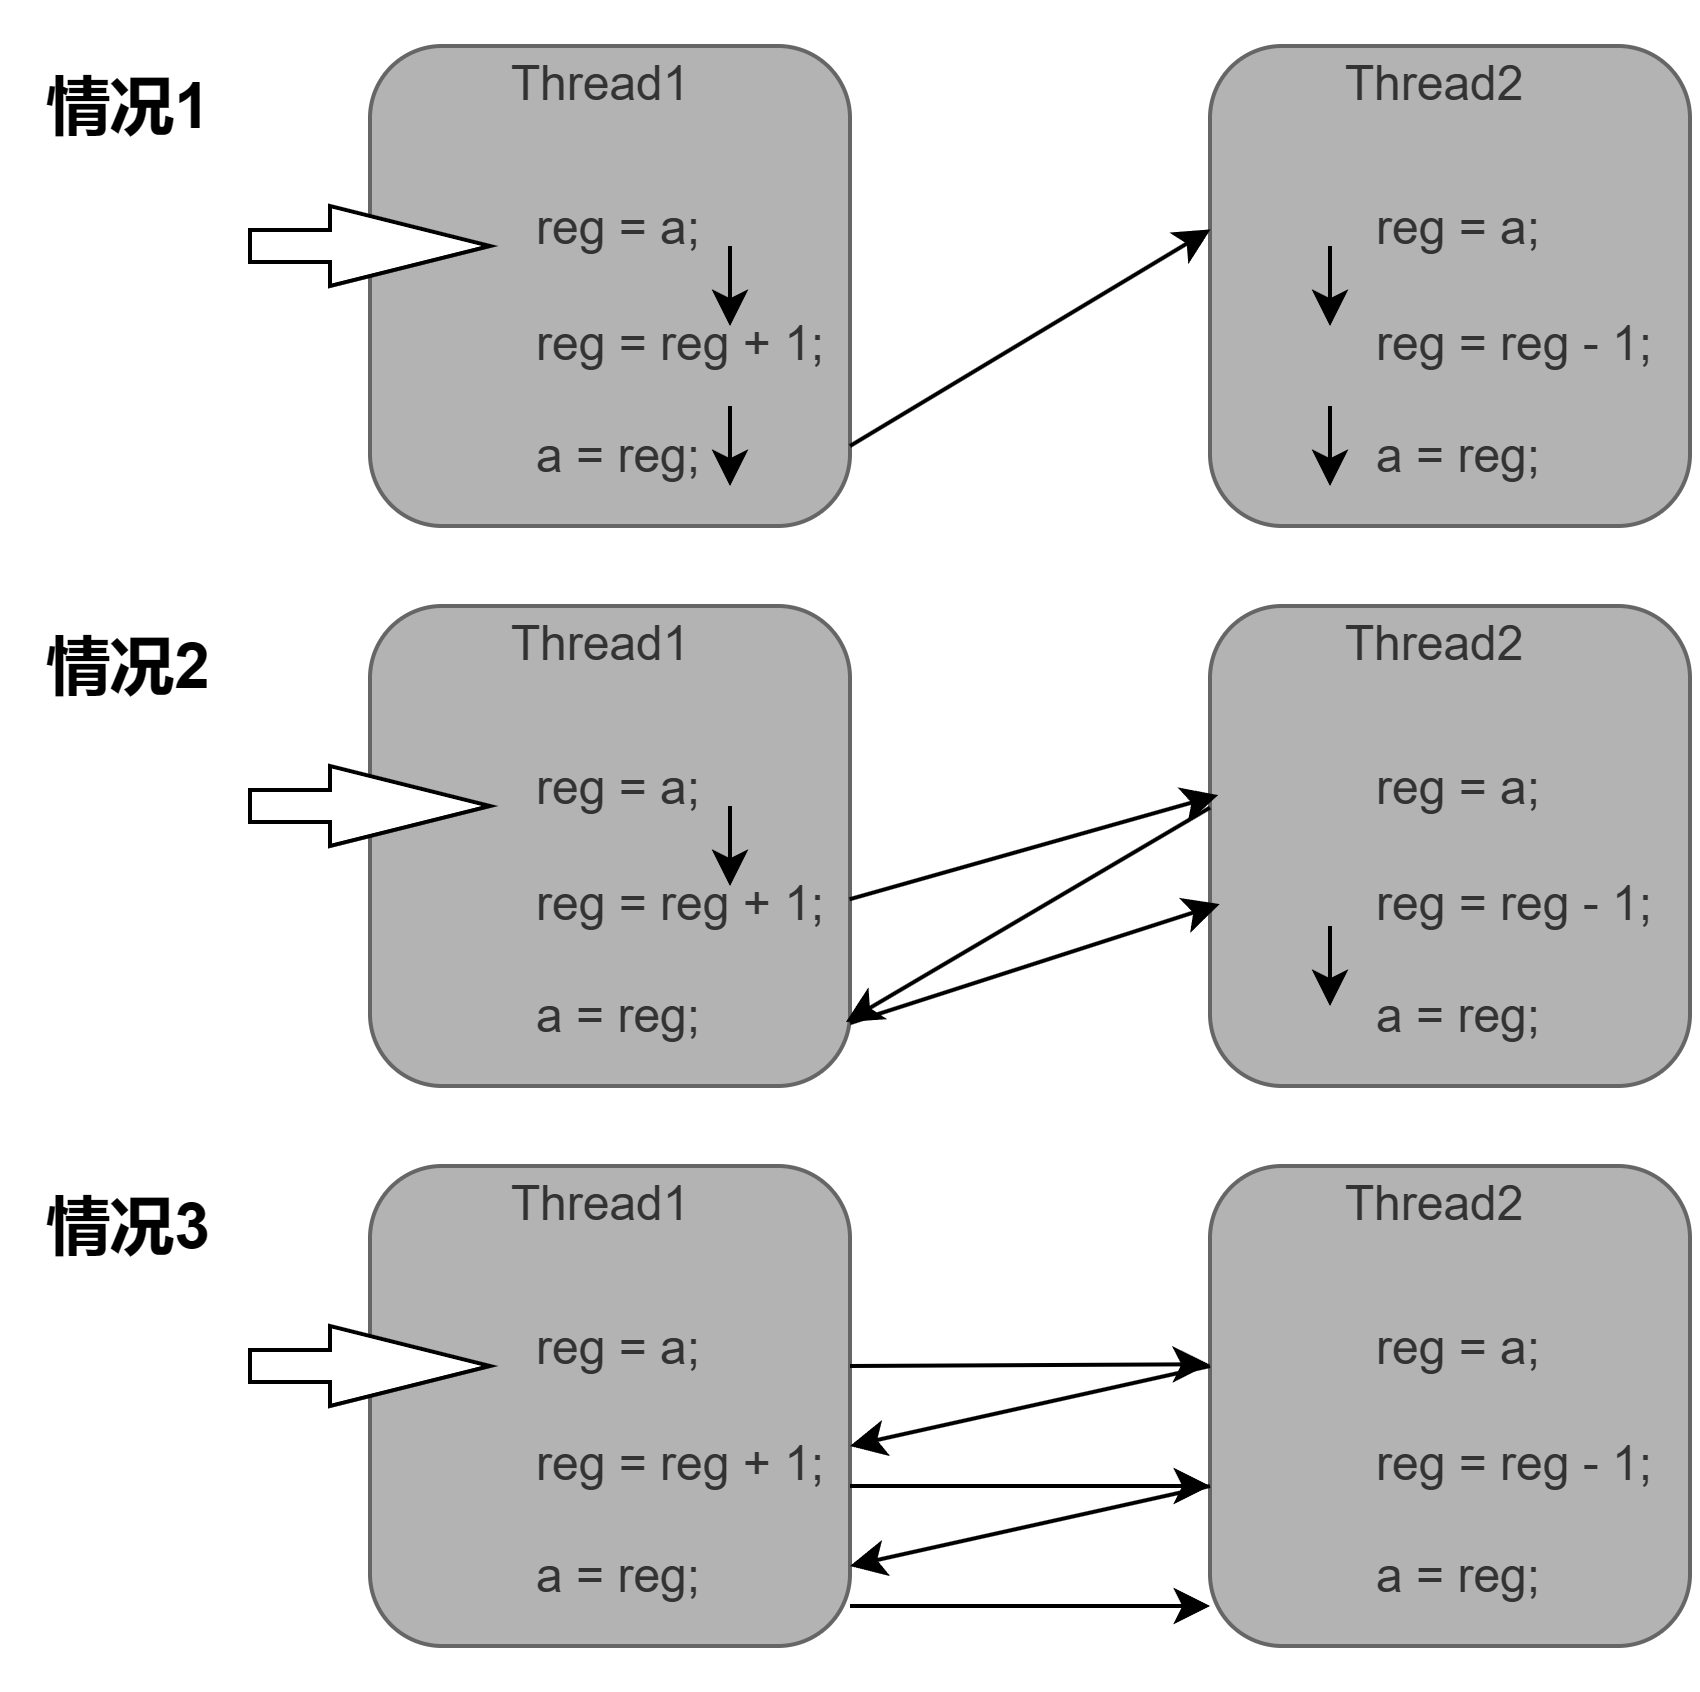 情况1
Thread1
reg = a;
reg = reg + 1;
a = reg;
Thread2
reg = a;
reg = reg - 1;
a = reg;
情况2
Thread1
reg = a;
reg = reg + 1;
a = reg;
Thread2
reg = a;
reg = reg - 1;
a = reg;
情况3
Thread1
reg = a;
reg = reg + 1;
a = reg;
Thread2
reg = a;
reg = reg - 1;
a = reg;